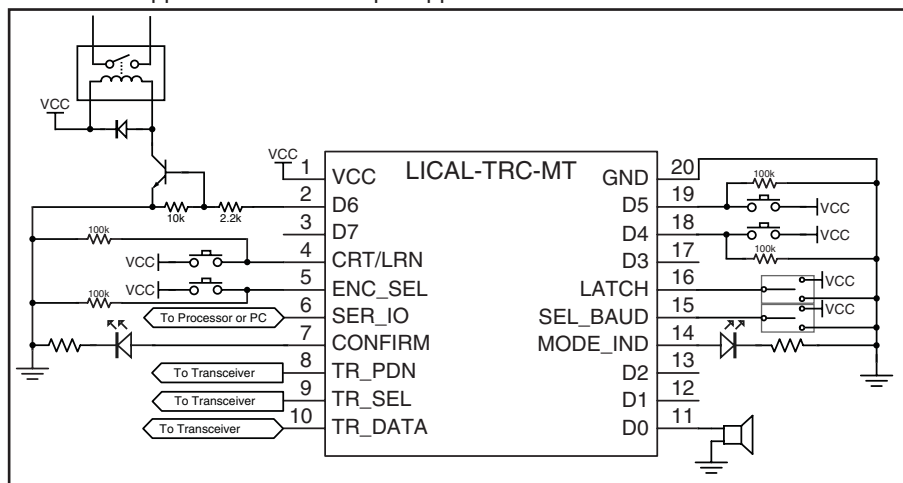 VCC
VCC
LICAL-TRC-MT
1 VCC
GND 20
2 D6
D5 19
3 D7
D4 18
4 CRT/LRN
D3 17
5 ENC_SEL
LATCH 16
6 SER_IO
SEL_BAUD 15
7 CONFIRM
MODE_IND 14
8 TR_PDN
D2 13
9 TR_SEL
D1 12
10 TR_DATA
D0 11
10k
2.2k
100k
VCC
VCC
100k
To Processor or PC
To Transceiver
To Transceiver
To Transceiver
100k
VCC
VCC
100k
VCC
VCC